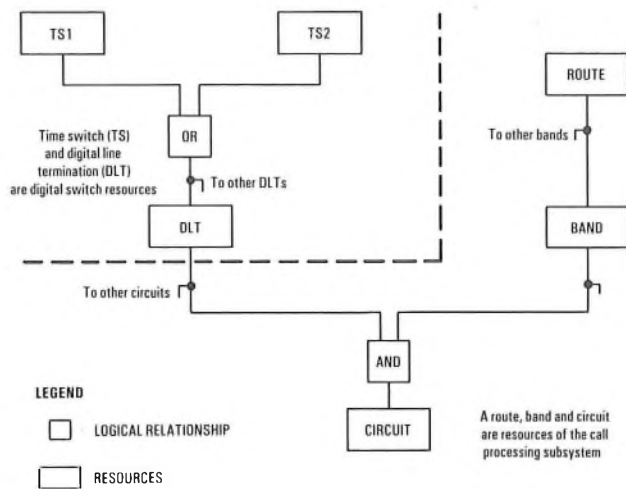 TS1
TS2
ROUTE
OR
To other bands
Time switch (TS)
and digital line
termination (DLT)
are digital switch resources
To other DLTs
DLT
BAND
To other circuits
AND
LEGEND
LOGICAL RELATIONSHIP
CIRCUIT
A route, band and circuit
are resources of the call
processing subsystem
RESOURCES